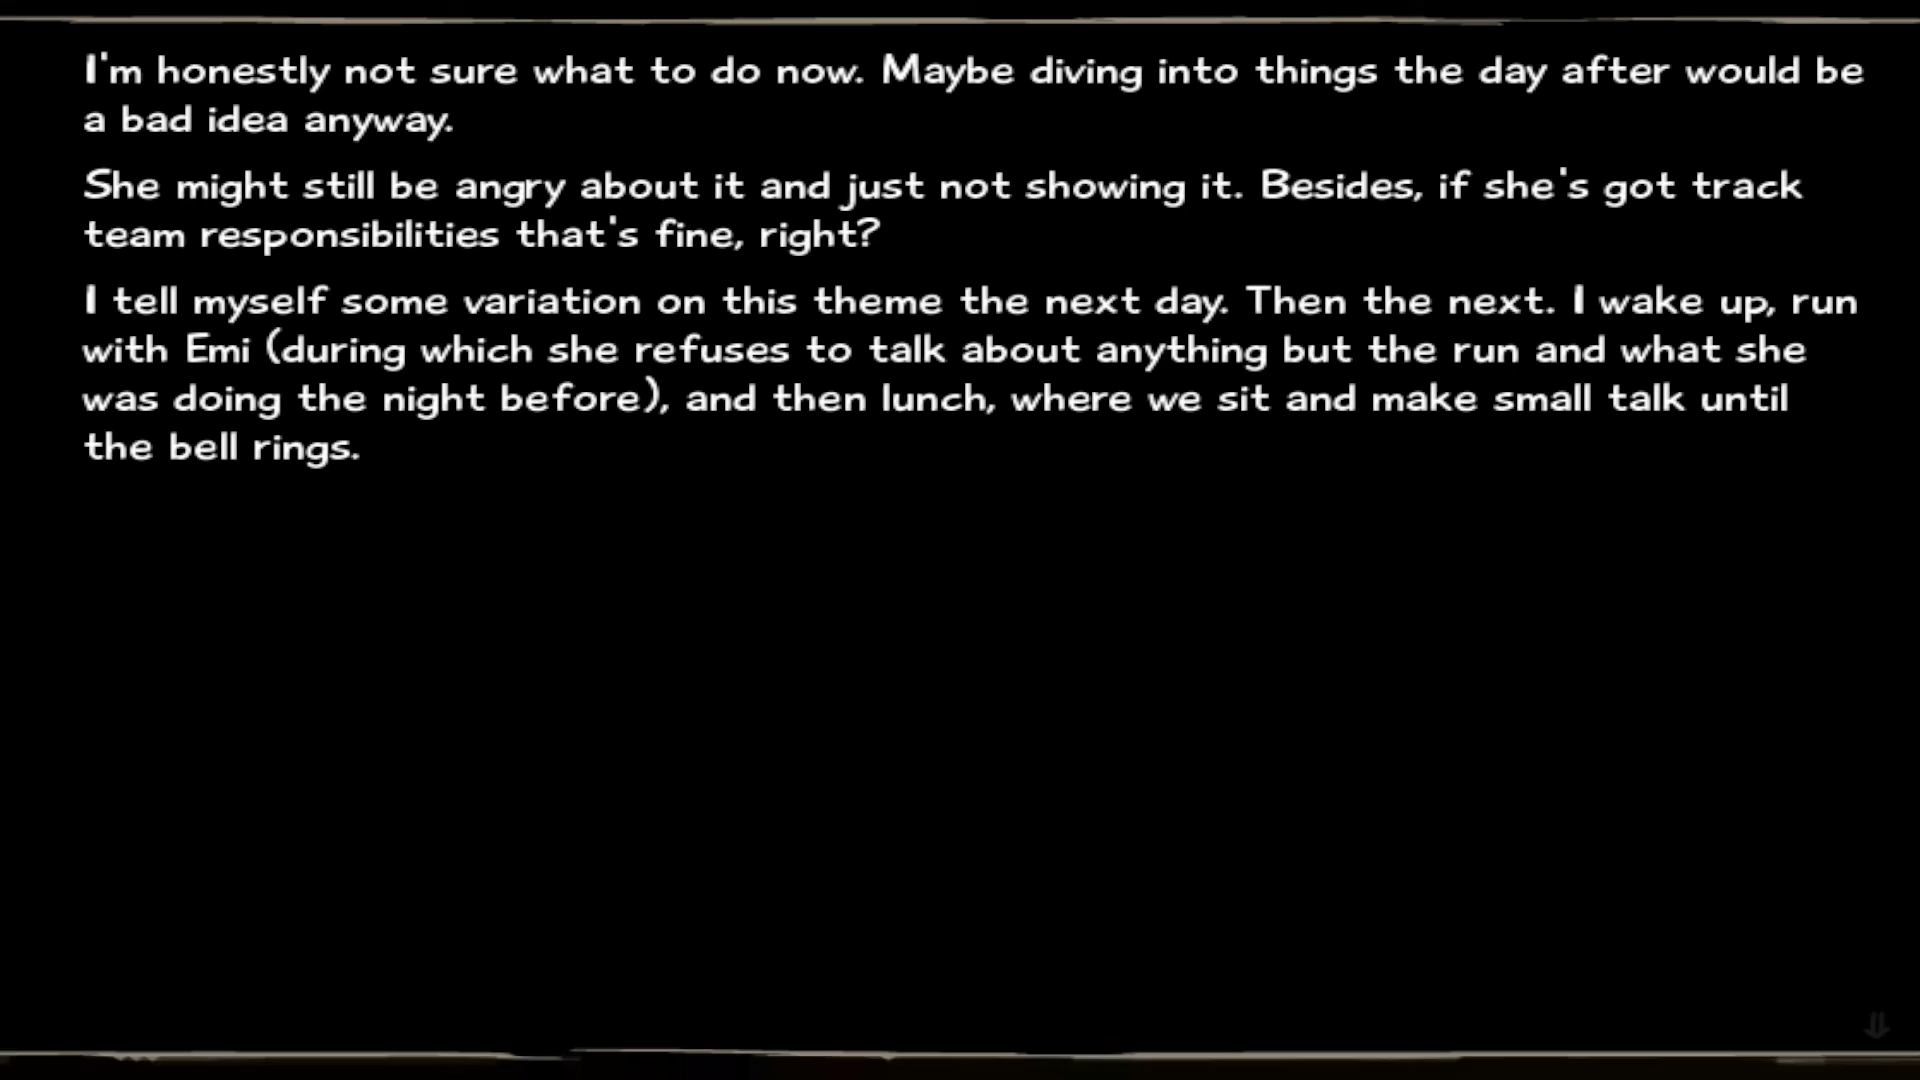 I'm honestly not sure what to do now. Maybe diving into things the day after would be
a bad idea anyway.
She might still be angry about it and just not showing it. Besides, if she's got track
team responsibilities that's fine, right?
I tell myself some variation on this theme the next day. Then the next. I wake up, run
with Emi (during which she refuses to talk about anything but the run and what she
was doing the night before), and then lunch, where we sit and make small talk until
the bell rings.